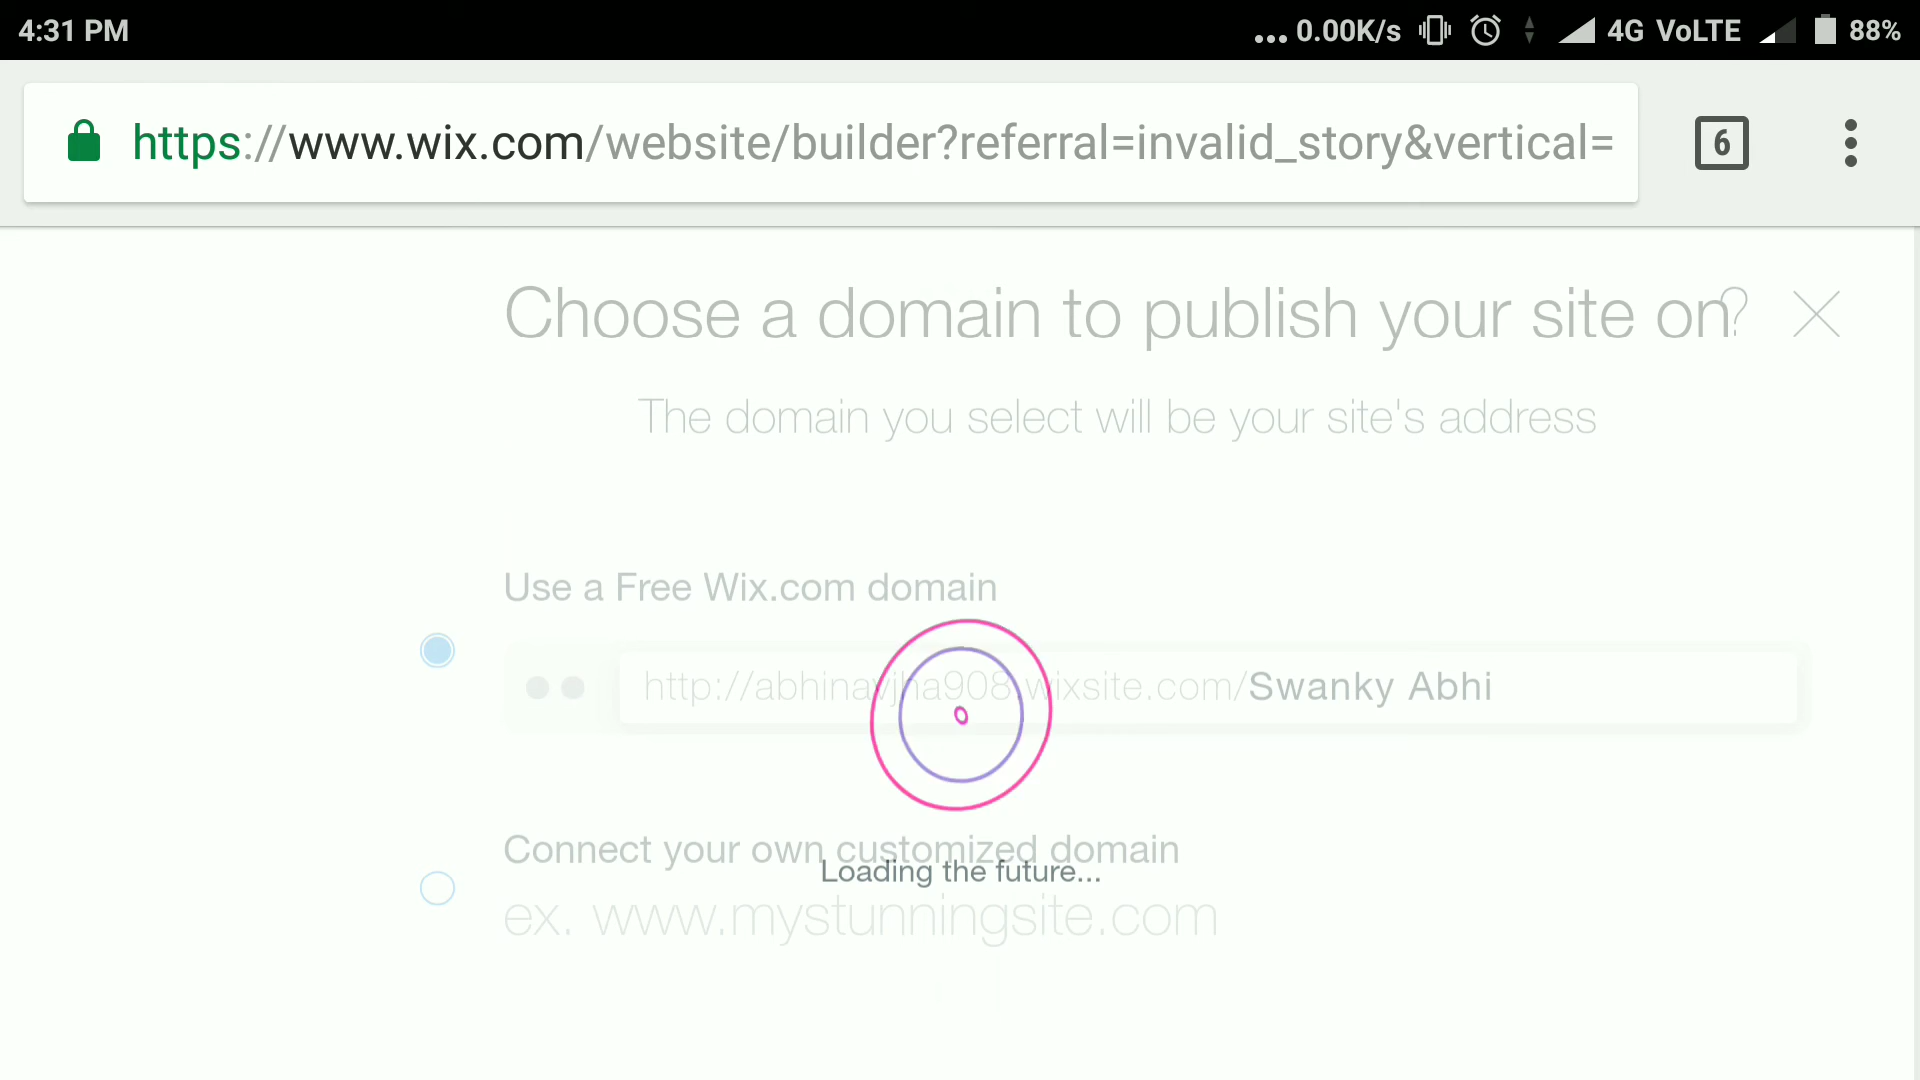 4:31 PM ... 0.00K/s 4G VoLTE 88%
https://www.wix.com/website/builder?referral=invalid_story&vertical= 6
Choose a domain to publish your site on ?
The domain you select will be your site's address
Use a Free Wix.com domain
http://abhinavjha908.wixsite.com/Swanky Abhi
Connect your own customized domain
Loading the future...
ex. www.mystunningsite.com